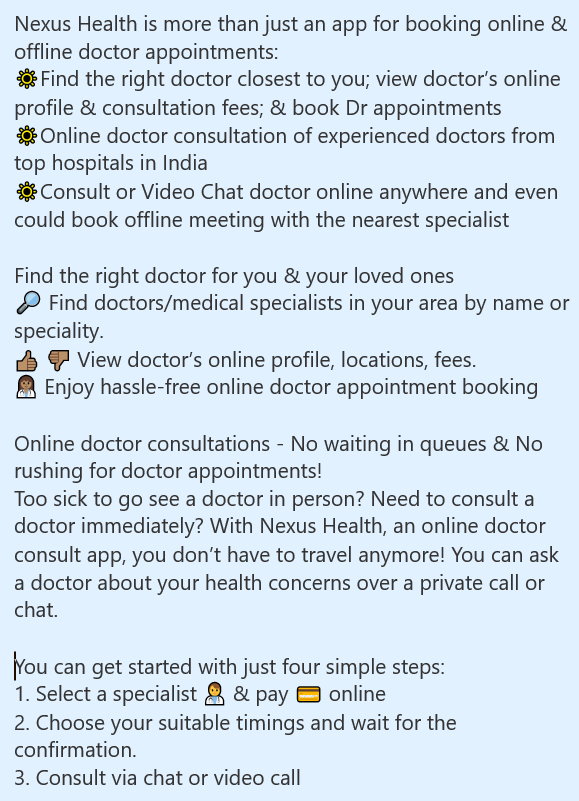 Nexus Health is more than just an app for booking online &
offline doctor appointments:
🔅Find the right doctor closest to you; view doctor’s online
profile & consultation fees; & book Dr appointments
🔅Online doctor consultation of experienced doctors from
top hospitals in India
🔅Consult or Video Chat doctor online anywhere and even
could book offline meeting with the nearest specialist
Find the right doctor for you & your loved ones
🔎 Find doctors/medical specialists in your area by name or
speciality.
👍🏽 👎🏽 View doctor’s online profile, locations, fees.
👩🏽‍⚕️ Enjoy hassle-free online doctor appointment booking
Online doctor consultations - No waiting in queues & No
rushing for doctor appointments!
Too sick to go see a doctor in person? Need to consult a
doctor immediately? With Nexus Health, an online doctor
consult app, you don’t have to travel anymore! You can ask
a doctor about your health concerns over a private call or
chat.
You can get started with just four simple steps:
1. Select a specialist 👨‍⚕️ & pay 💳 online
2. Choose your suitable timings and wait for the
confirmation.
3. Consult via chat or video call